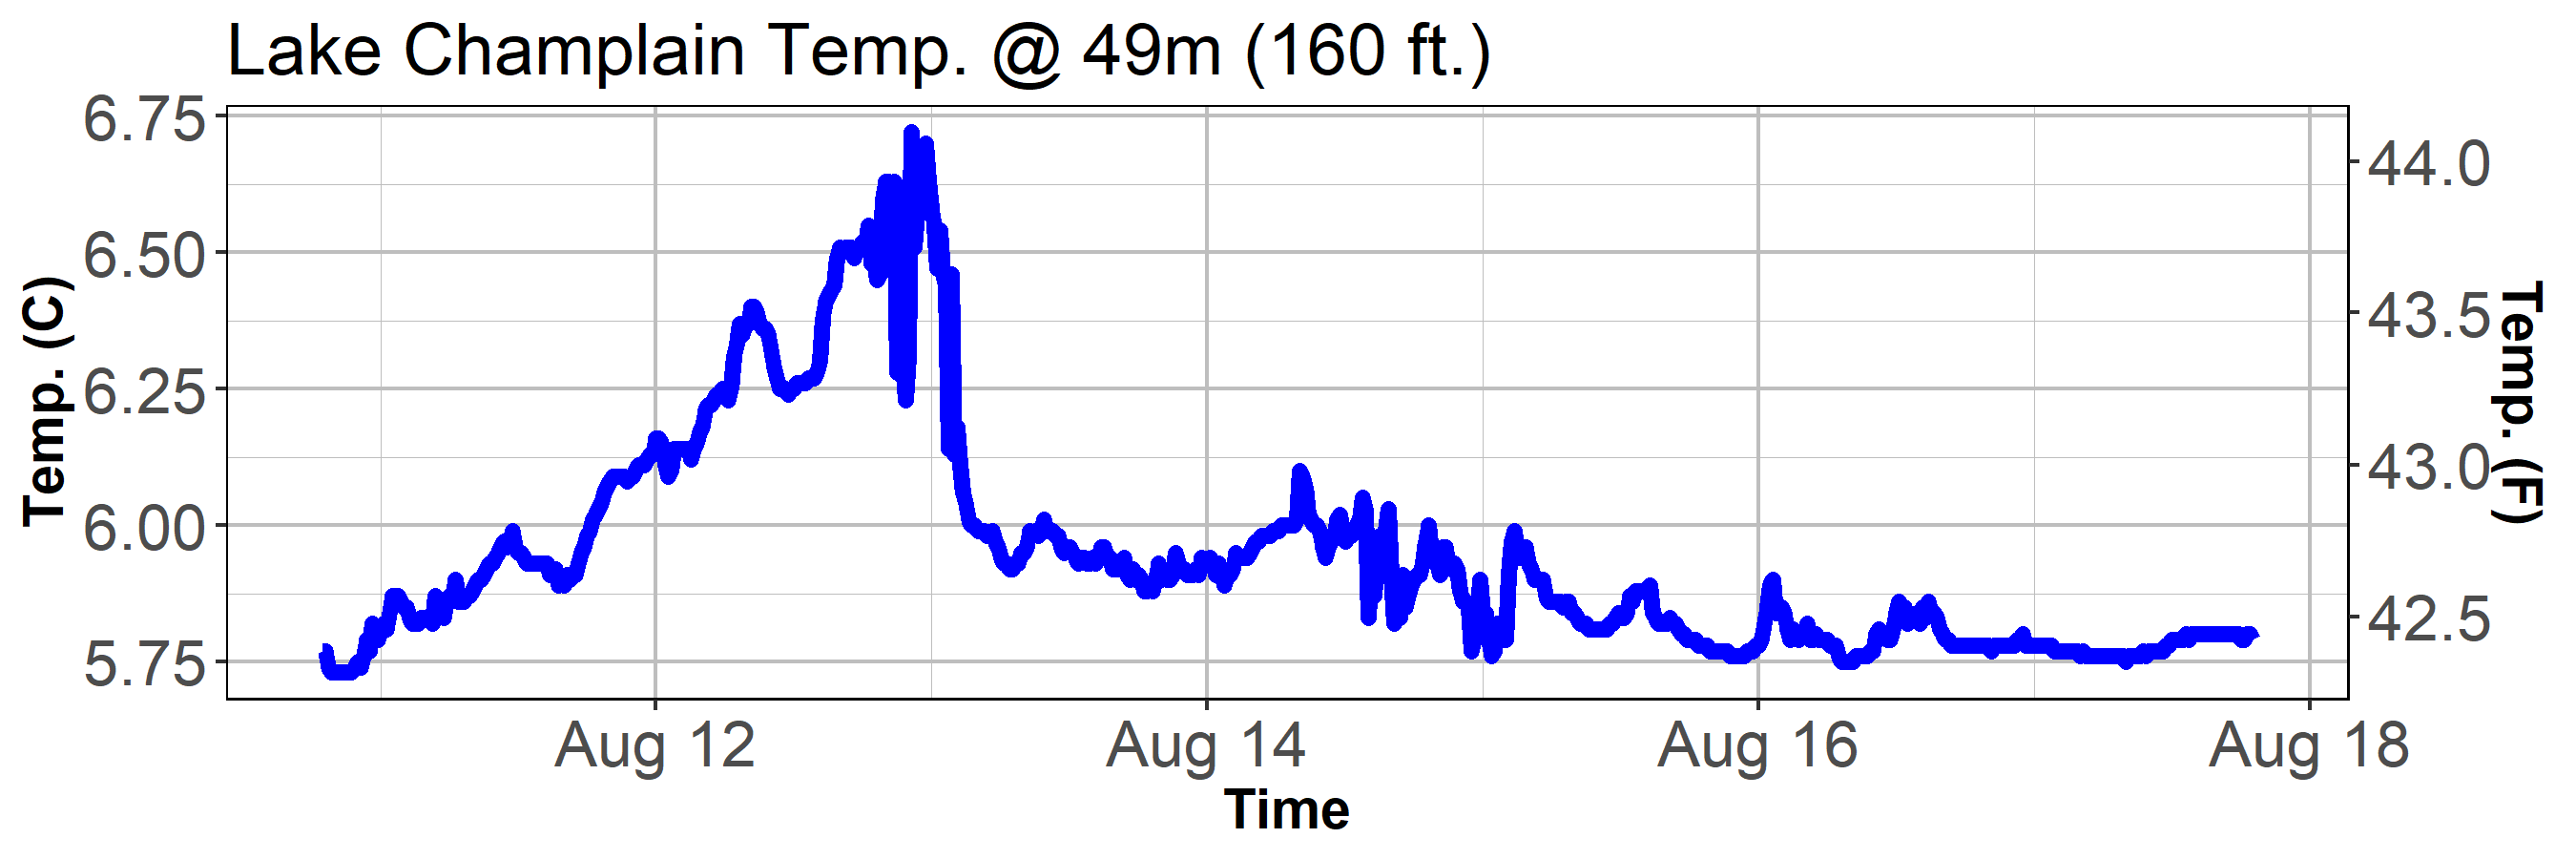 Lake Champlain Temp. @ 49m (160 ft.)
6.75
6.50
6.25
6.00
5.75
Temp. (C)
44.0
43.5
43.0
42.5
Temp. (F)
Aug 12 Aug 14 Aug 16 Aug 18
Time